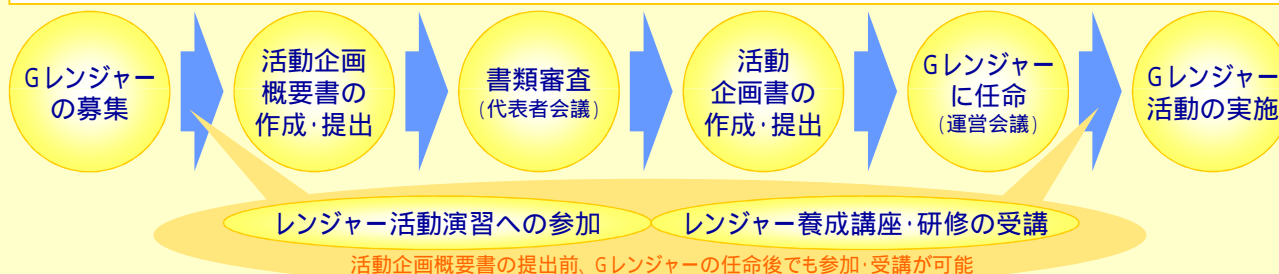 Gレンジャー
の募集
活動企画
概要書の
作成・提出
書類審査
(代表者会議)
活動
企画書の
作成・提出
Gレンジャー
に任命
(運営会議)
Gレンジャー
活動の実施
レンジャー活動演習への参加
レンジャー養成講座・研修の受講
活動企画概要書の提出前、Gレンジャーの任命後でも参加・受講が可能